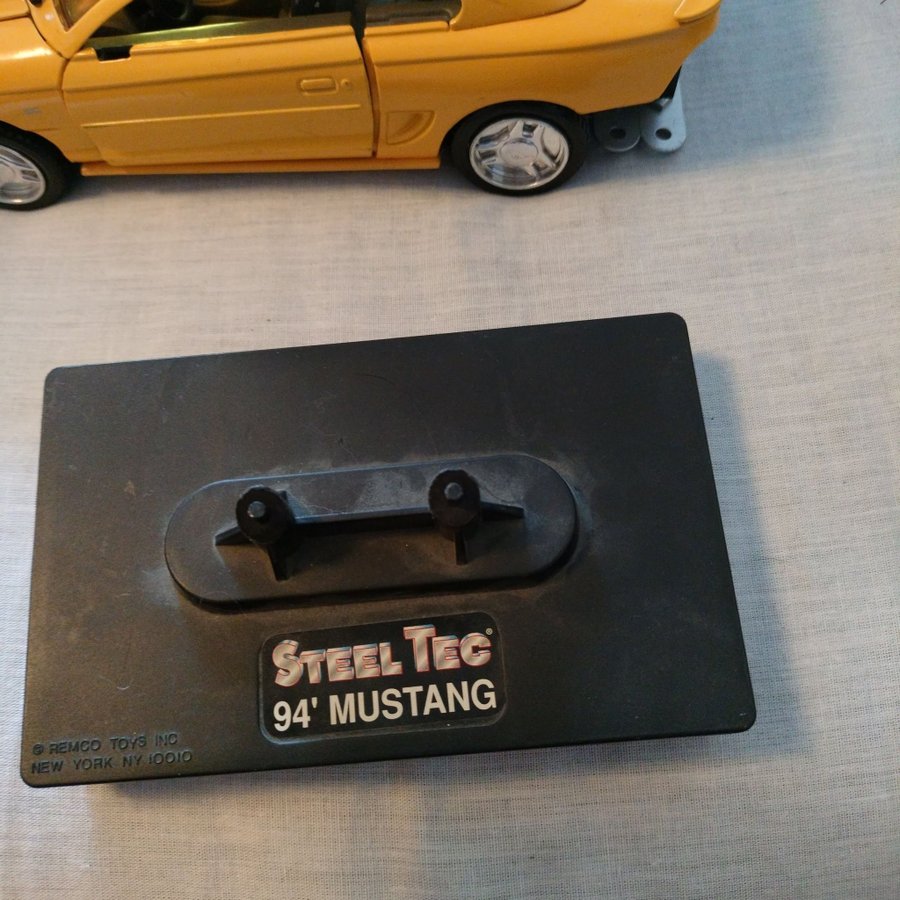 STEEL TEC®
94' MUSTANG
© REMCO TOYS INC
NEW YORK NY 10010